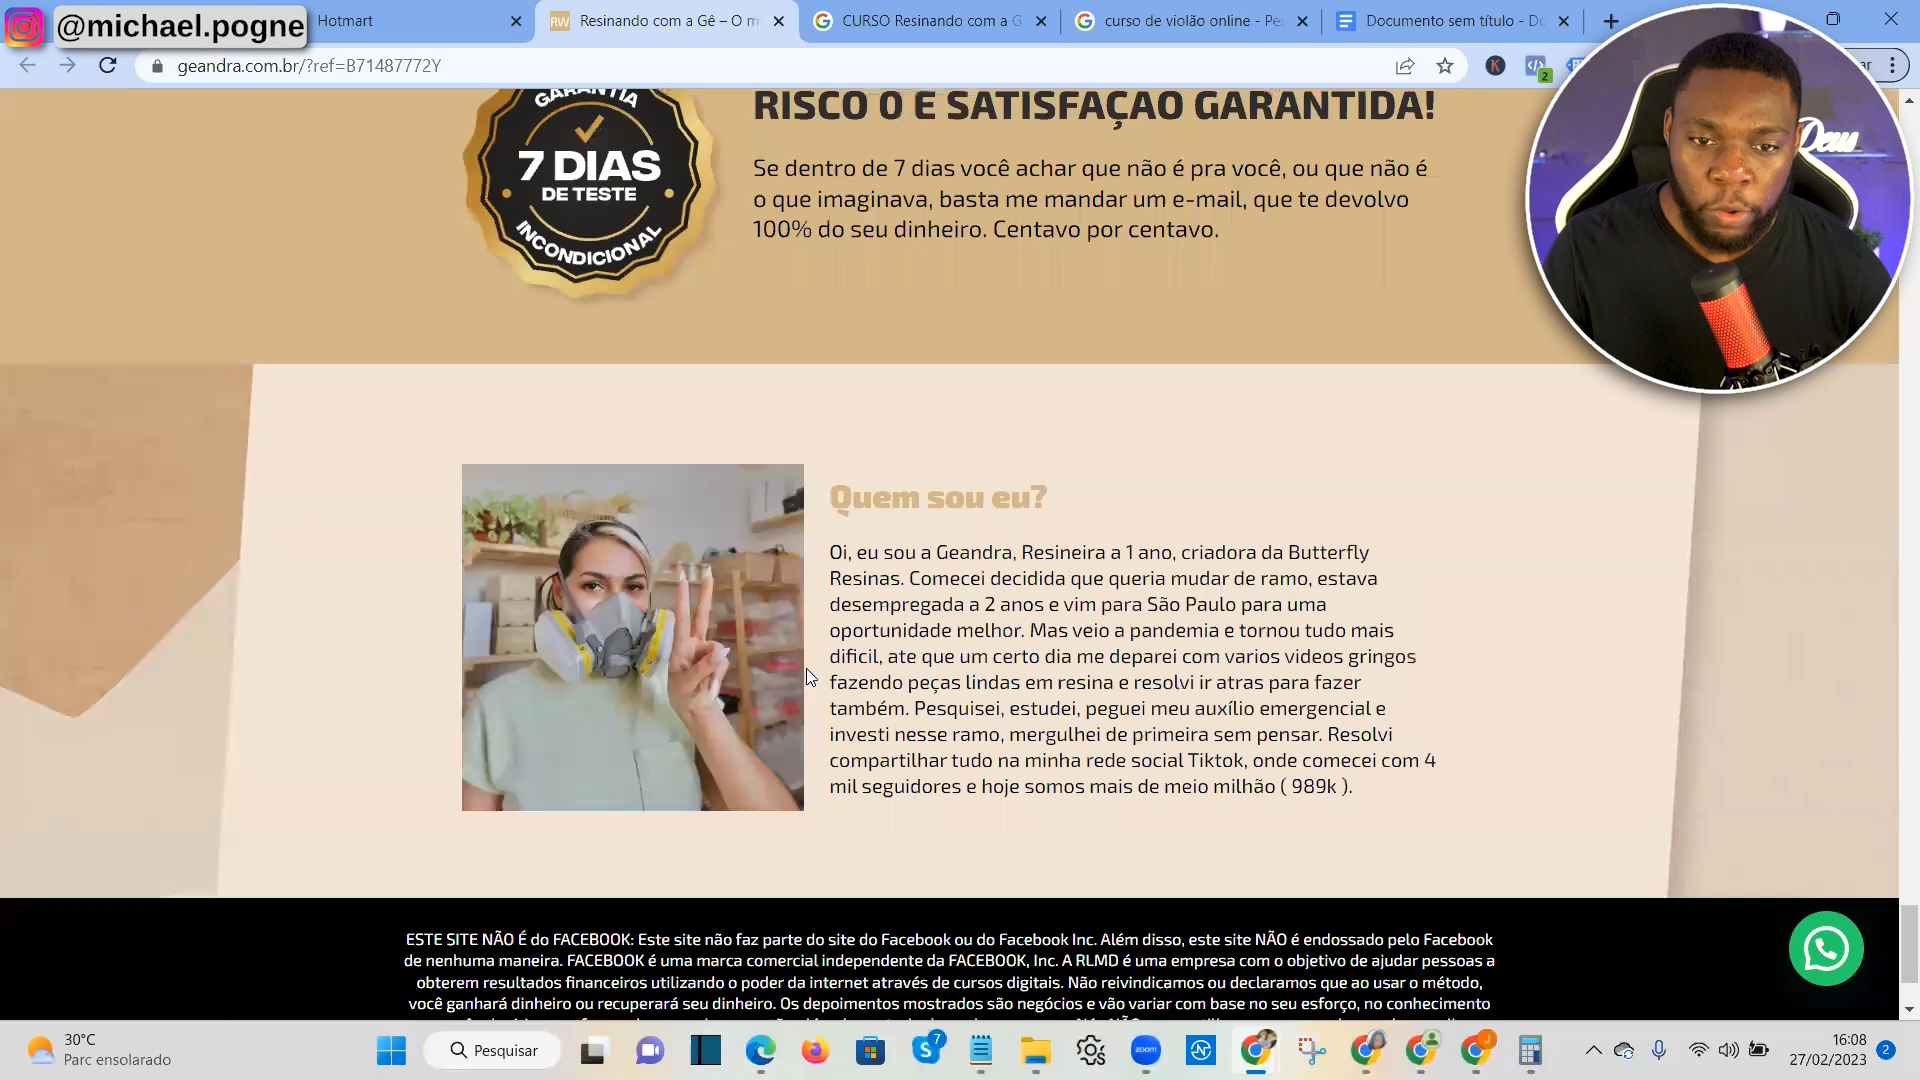 @michael.pogne
Hotmart
Resinando com a Gê – O m
CURSO Resinando com a G
curso de violão online - Pe
Documento sem título - Do
geandra.com.br/?ref=B71487772Y
K
2
ar
GARANTIA
7 DIAS
DE TESTE
INCONDICIONAL
RISCO 0 E SATISFAÇÃO GARANTIDA!
Se dentro de 7 dias você achar que não é pra você, ou que não é
o que imaginava, basta me mandar um e-mail, que te devolvo
100% do seu dinheiro. Centavo por centavo.
Deus
Quem sou eu?
Oi, eu sou a Geandra, Resineira a 1 ano, criadora da Butterfly
Resinas. Comecei decidida que queria mudar de ramo, estava
desempregada a 2 anos e vim para São Paulo para uma
oportunidade melhor. Mas veio a pandemia e tornou tudo mais
dificil, ate que um certo dia me deparei com varios videos gringos
fazendo peças lindas em resina e resolvi ir atras para fazer
também. Pesquisei, estudei, peguei meu auxílio emergencial e
investi nesse ramo, mergulhei de primeira sem pensar. Resolvi
compartilhar tudo na minha rede social Tiktok, onde comecei com 4
mil seguidores e hoje somos mais de meio milhão ( 989k ).
ESTE SITE NÃO É do FACEBOOK: Este site não faz parte do site do Facebook ou do Facebook Inc. Além disso, este site NÃO é endossado pelo Facebook
de nenhuma maneira. FACEBOOK é uma marca comercial independente da FACEBOOK, Inc. A RLMD é uma empresa com o objetivo de ajudar pessoas a
obterem resultados financeiros utilizando o poder da internet através de cursos digitais. Não reivindicamos ou declaramos que ao usar o método,
você ganhará dinheiro ou recuperará seu dinheiro. Os depoimentos mostrados são negócios e vão variar com base no seu esforço, no conhecimento
30°C
Parc ensolarado
Pesquisar
7
zoom
16:08
27/02/2023
2